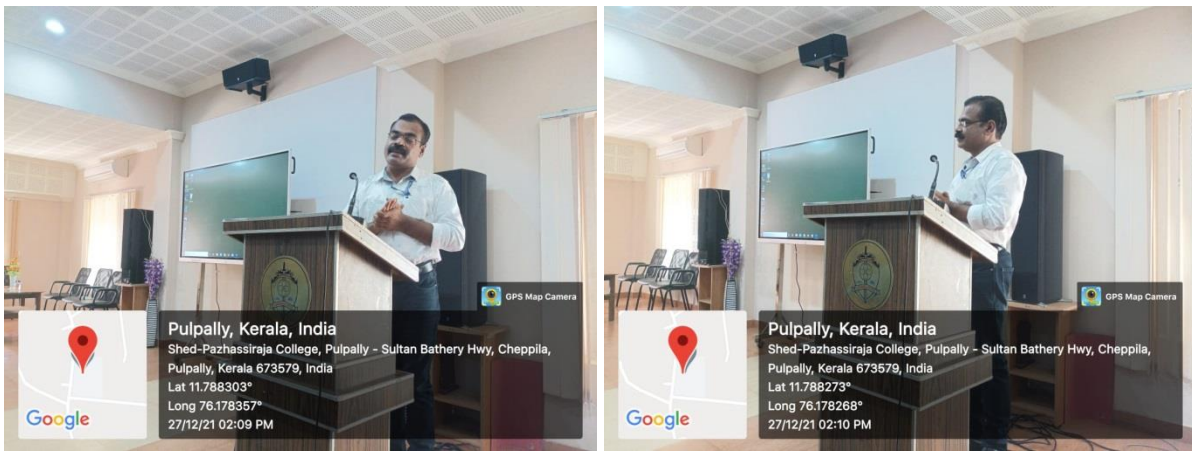 GPS Map Camera
Pulpally, Kerala, India
Shed-Pazhassiraja College, Pulpally - Sultan Bathery Hwy, Cheppila,
Pulpally, Kerala 673579, India
Lat 11.788303°
Long 76.178357°
27/12/21 02:09 PM
Google
GPS Map Camera
Pulpally, Kerala, India
Shed-Pazhassiraja College, Pulpally - Sultan Bathery Hwy, Cheppila,
Pulpally, Kerala 673579, India
Lat 11.788273°
Long 76.178268°
27/12/21 02:10 PM
Google